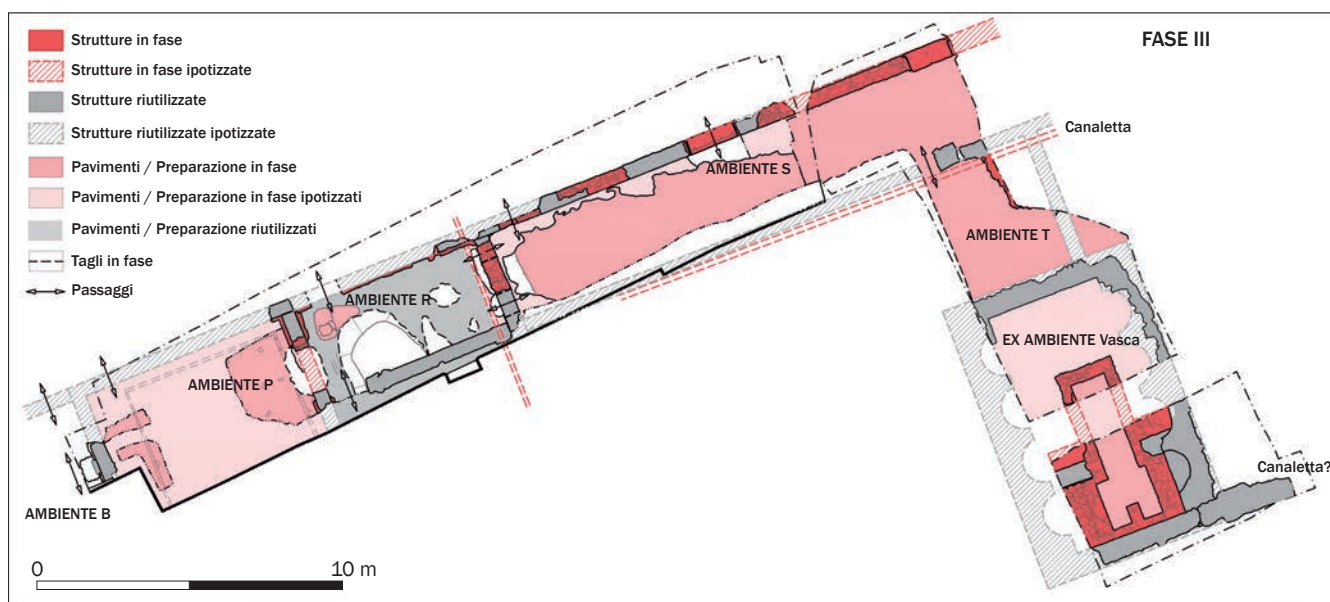 FASE III
Strutture in fase
Strutture in fase ipotizzate
Strutture riutilizzate
Strutture riutilizzate ipotizzate
Pavimenti / Preparazione in fase
Pavimenti / Preparazione in fase ipotizzati
Pavimenti / Preparazione riutilizzati
Tagli in fase
Passaggi
Canaletta
AMBIENTE S
AMBIENTE T
AMBIENTE R
EX AMBIENTE Vasca
AMBIENTE P
Canaletta?
AMBIENTE B
0 10 m